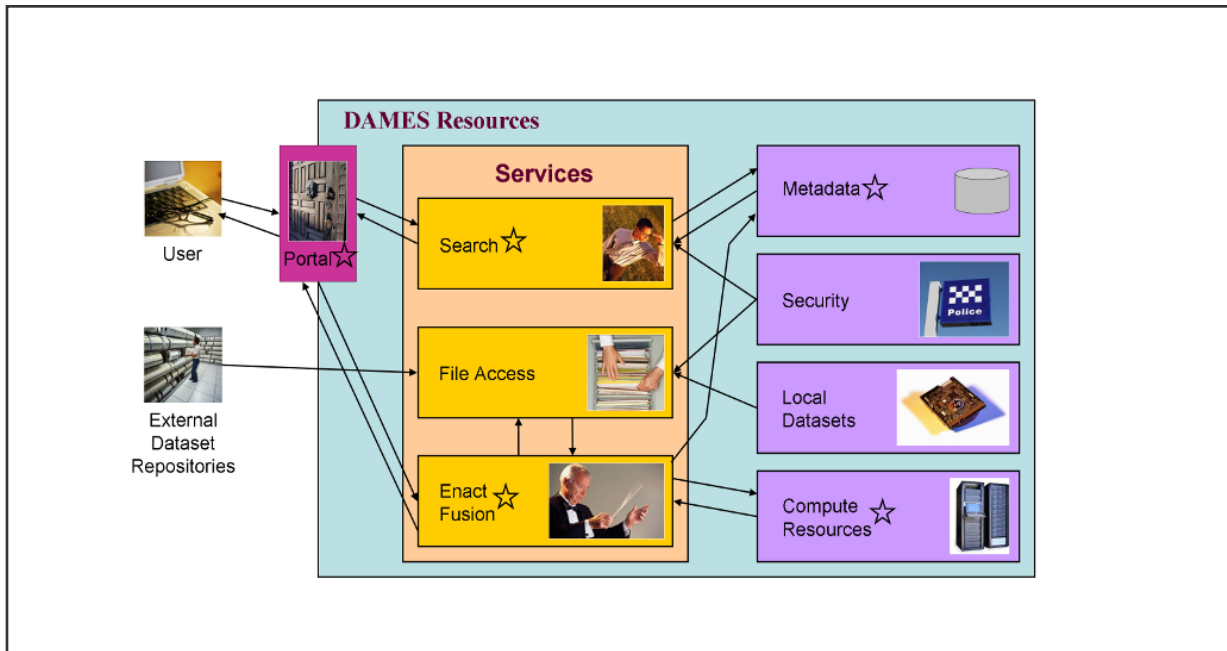 DAMES Resources
Services
User
Portal
Search
Metadata
Security
Police
File Access
External
Dataset
Repositories
Local
Datasets
Enact
Fusion
Compute
Resources